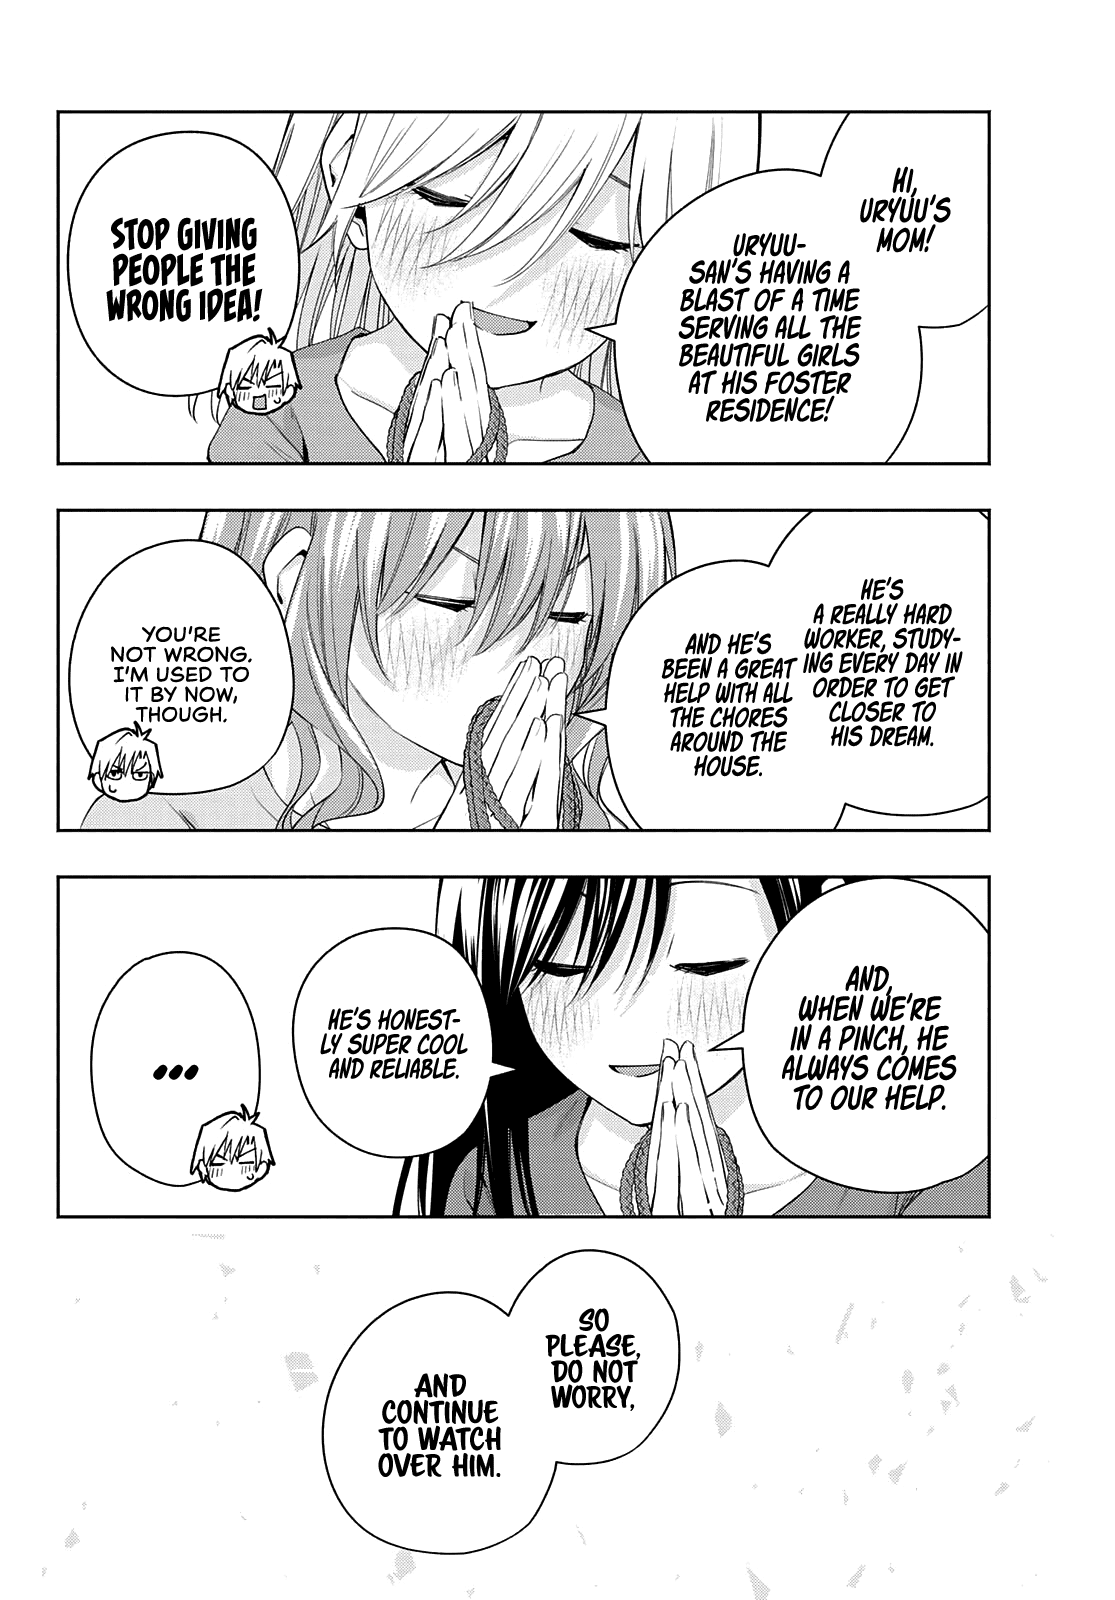 HI,
URYUU'S
MOM!
URYUU-
SAN'S HAVING A
BLAST OF A TIME
SERVING ALL THE
BEAUTIFUL GIRLS
AT HIS FOSTER
RESIDENCE!
STOP GIVING
PEOPLE THE
WRONG IDEA!
HE'S
A REALLY HARD
WORKER, STUDY-
ING EVERY DAY IN
ORDER TO GET
CLOSER TO
HIS DREAM.
AND HE'S
BEEN A GREAT
HELP WITH ALL
THE CHORES
AROUND THE
HOUSE.
YOU'RE
NOT WRONG.
I'M USED TO
IT BY NOW,
THOUGH.
AND,
WHEN WE'RE
IN A PINCH, HE
ALWAYS COMES
TO OUR HELP.
HE'S HONEST-
LY SUPER COOL
AND RELIABLE.
...
SO
PLEASE,
DO NOT
WORRY,
AND
CONTINUE
TO WATCH
OVER HIM.